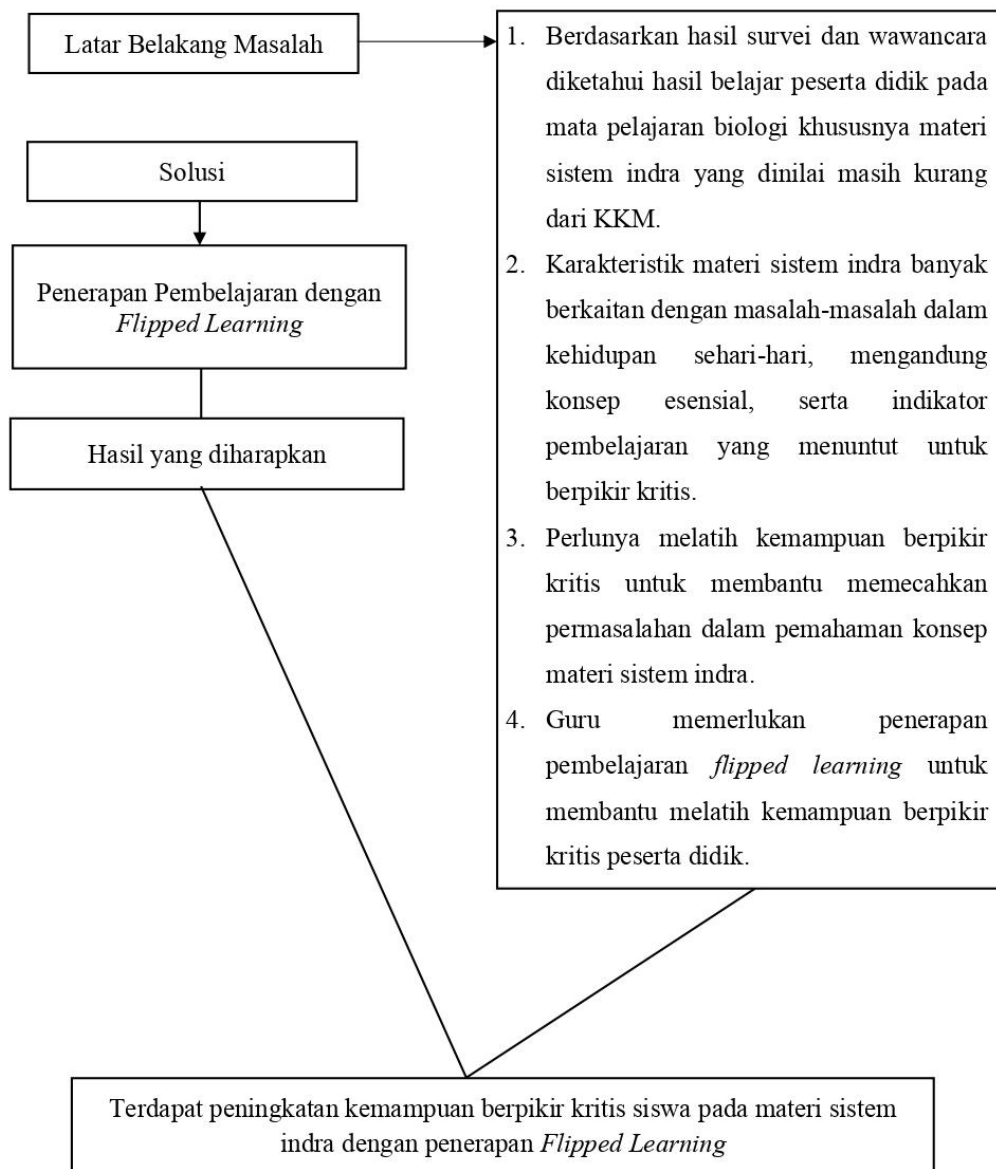 Latar Belakang Masalah
Solusi
Penerapan Pembelajaran dengan
Flipped Learning
Hasil yang diharapkan
1. Berdasarkan hasil survei dan wawancara
diketahui hasil belajar peserta didik pada
mata pelajaran biologi khususnya materi
sistem indra yang dinilai masih kurang
dari KKM.
2. Karakteristik materi sistem indra banyak
berkaitan dengan masalah-masalah dalam
kehidupan sehari-hari, mengandung
konsep esensial, serta indikator
pembelajaran yang menuntut untuk
berpikir kritis.
3. Perlunya melatih kemampuan berpikir
kritis untuk membantu memecahkan
permasalahan dalam pemahaman konsep
materi sistem indra.
4. Guru memerlukan penerapan
pembelajaran flipped learning untuk
membantu melatih kemampuan berpikir
kritis peserta didik.
Terdapat peningkatan kemampuan berpikir kritis siswa pada materi sistem
indra dengan penerapan Flipped Learning